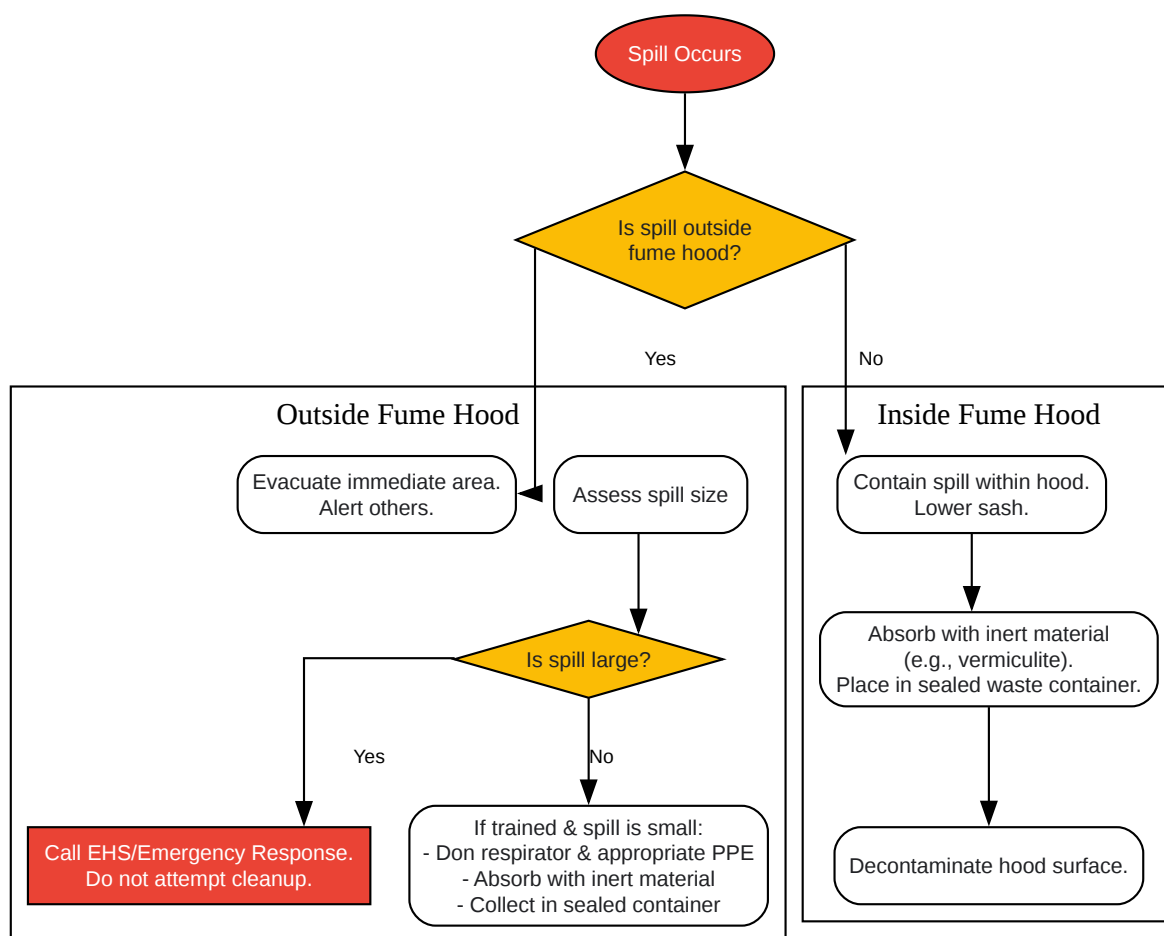 Spill Occurs
Is spill outside
fume hood?
Yes
No
Outside Fume Hood
Inside Fume Hood
Evacuate immediate area.
Alert others.
Assess spill size
Contain spill within hood.
Lower sash.
Is spill large?
Absorb with inert material
(e.g., vermiculite).
Place in sealed waste container.
Yes
No
Call EHS/Emergency Response.
Do not attempt cleanup.
If trained & spill is small:
- Don respirator & appropriate PPE
- Absorb with inert material
- Collect in sealed container
Decontaminate hood surface.